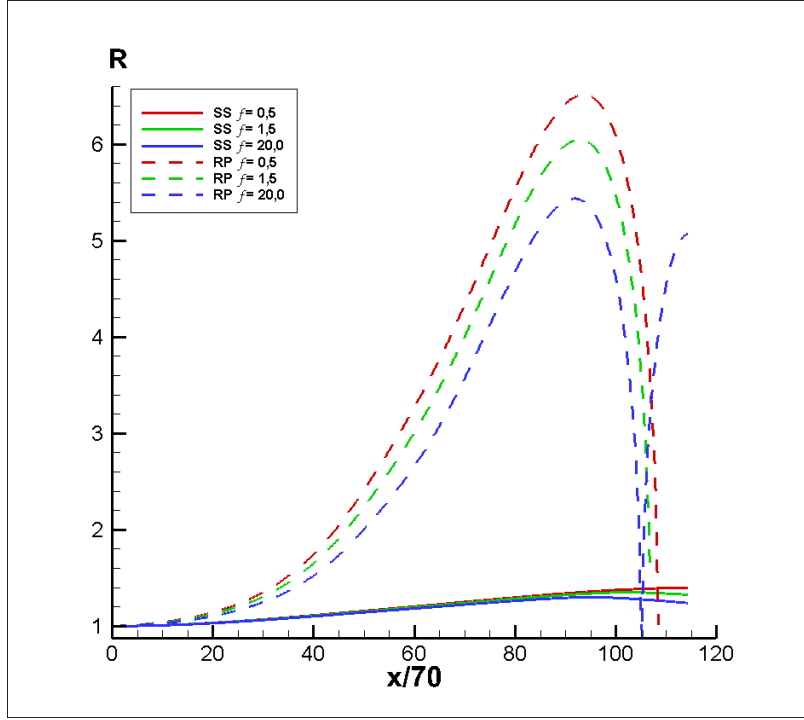 R
SS f= 0,5
SS f= 1,5
SS f= 20,0
RP f= 0,5
RP f= 1,5
RP f= 20,0
6
5
4
3
2
1
0 20 40 60 80 100 120
x/70